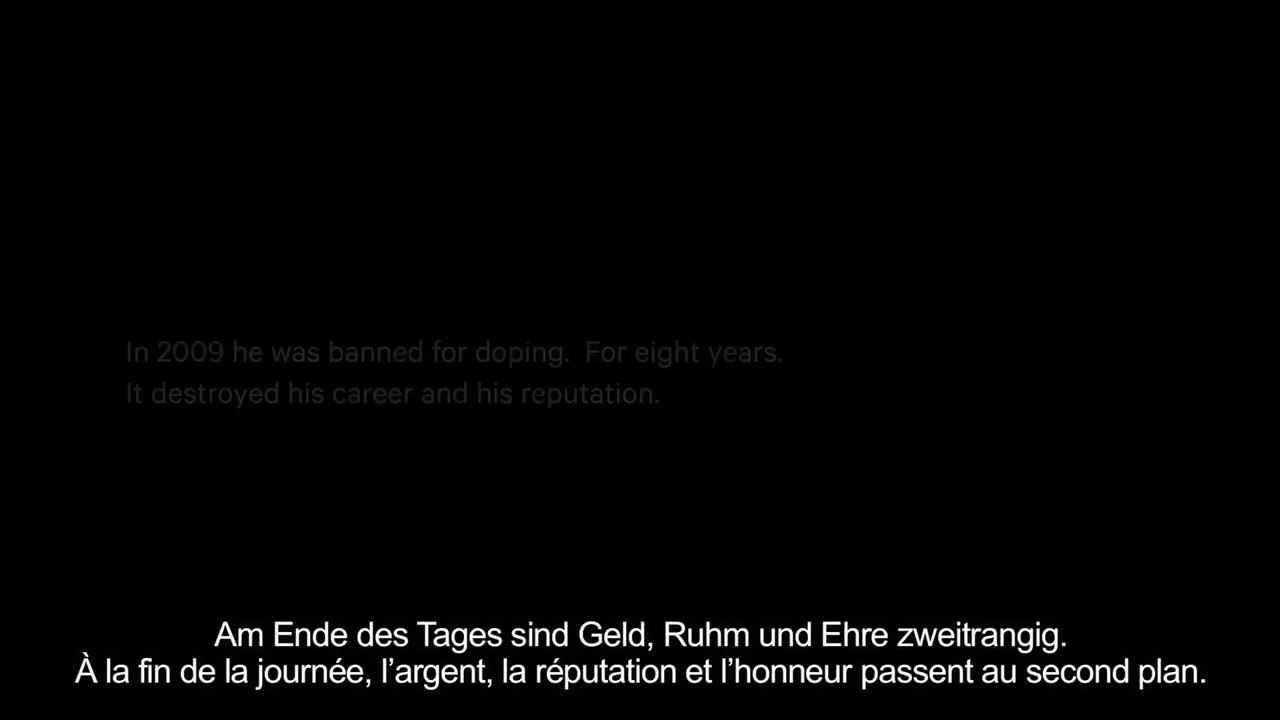 In 2009 he was banned for doping. For eight years.
It destroyed his career and his reputation.
Am Ende des Tages sind Geld, Ruhm und Ehre zweitrangig.
À la fin de la journée, l’argent, la réputation et l’honneur passent au second plan.